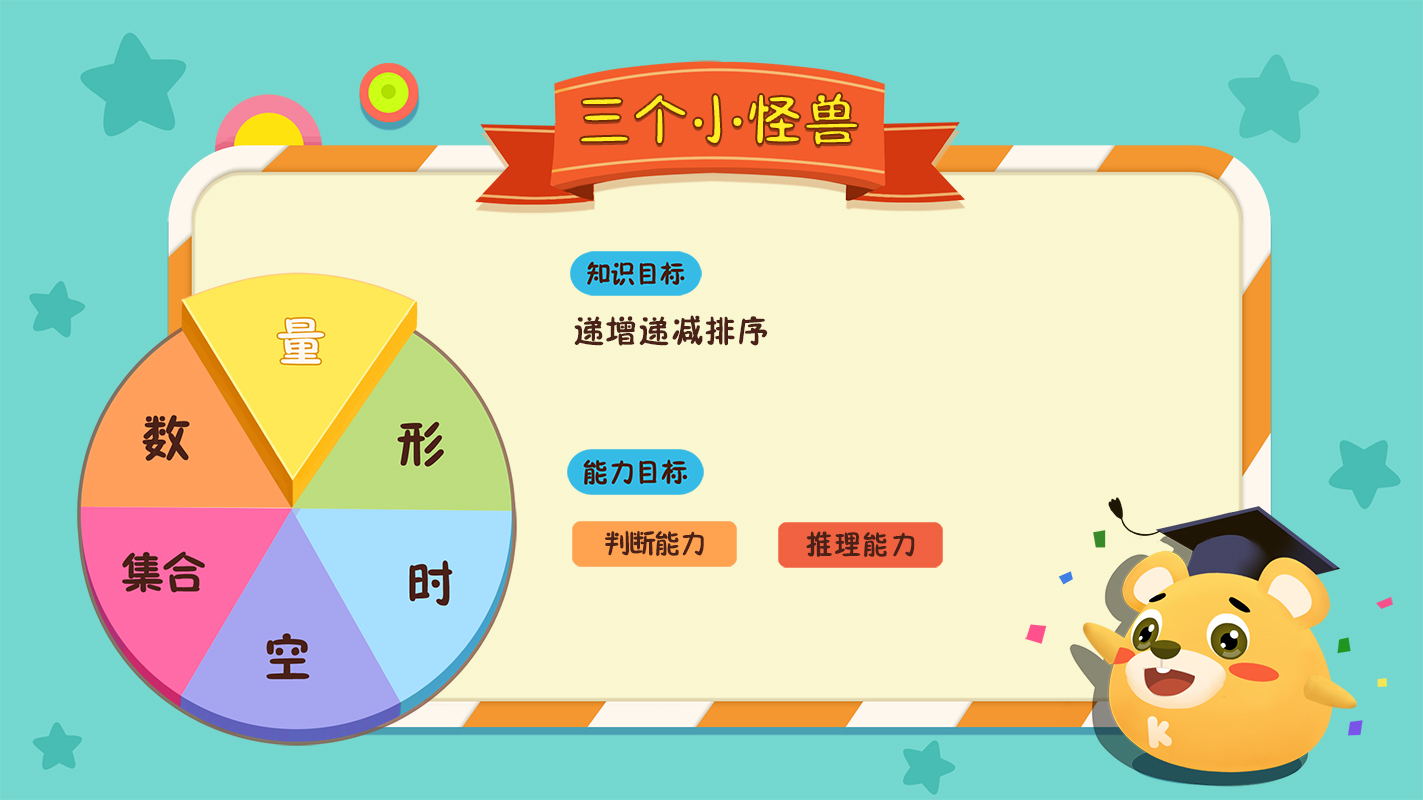 三个小怪兽
知识目标
递增递减排序
能力目标
判断能力 推理能力
量
数 形
集合 时
空
K